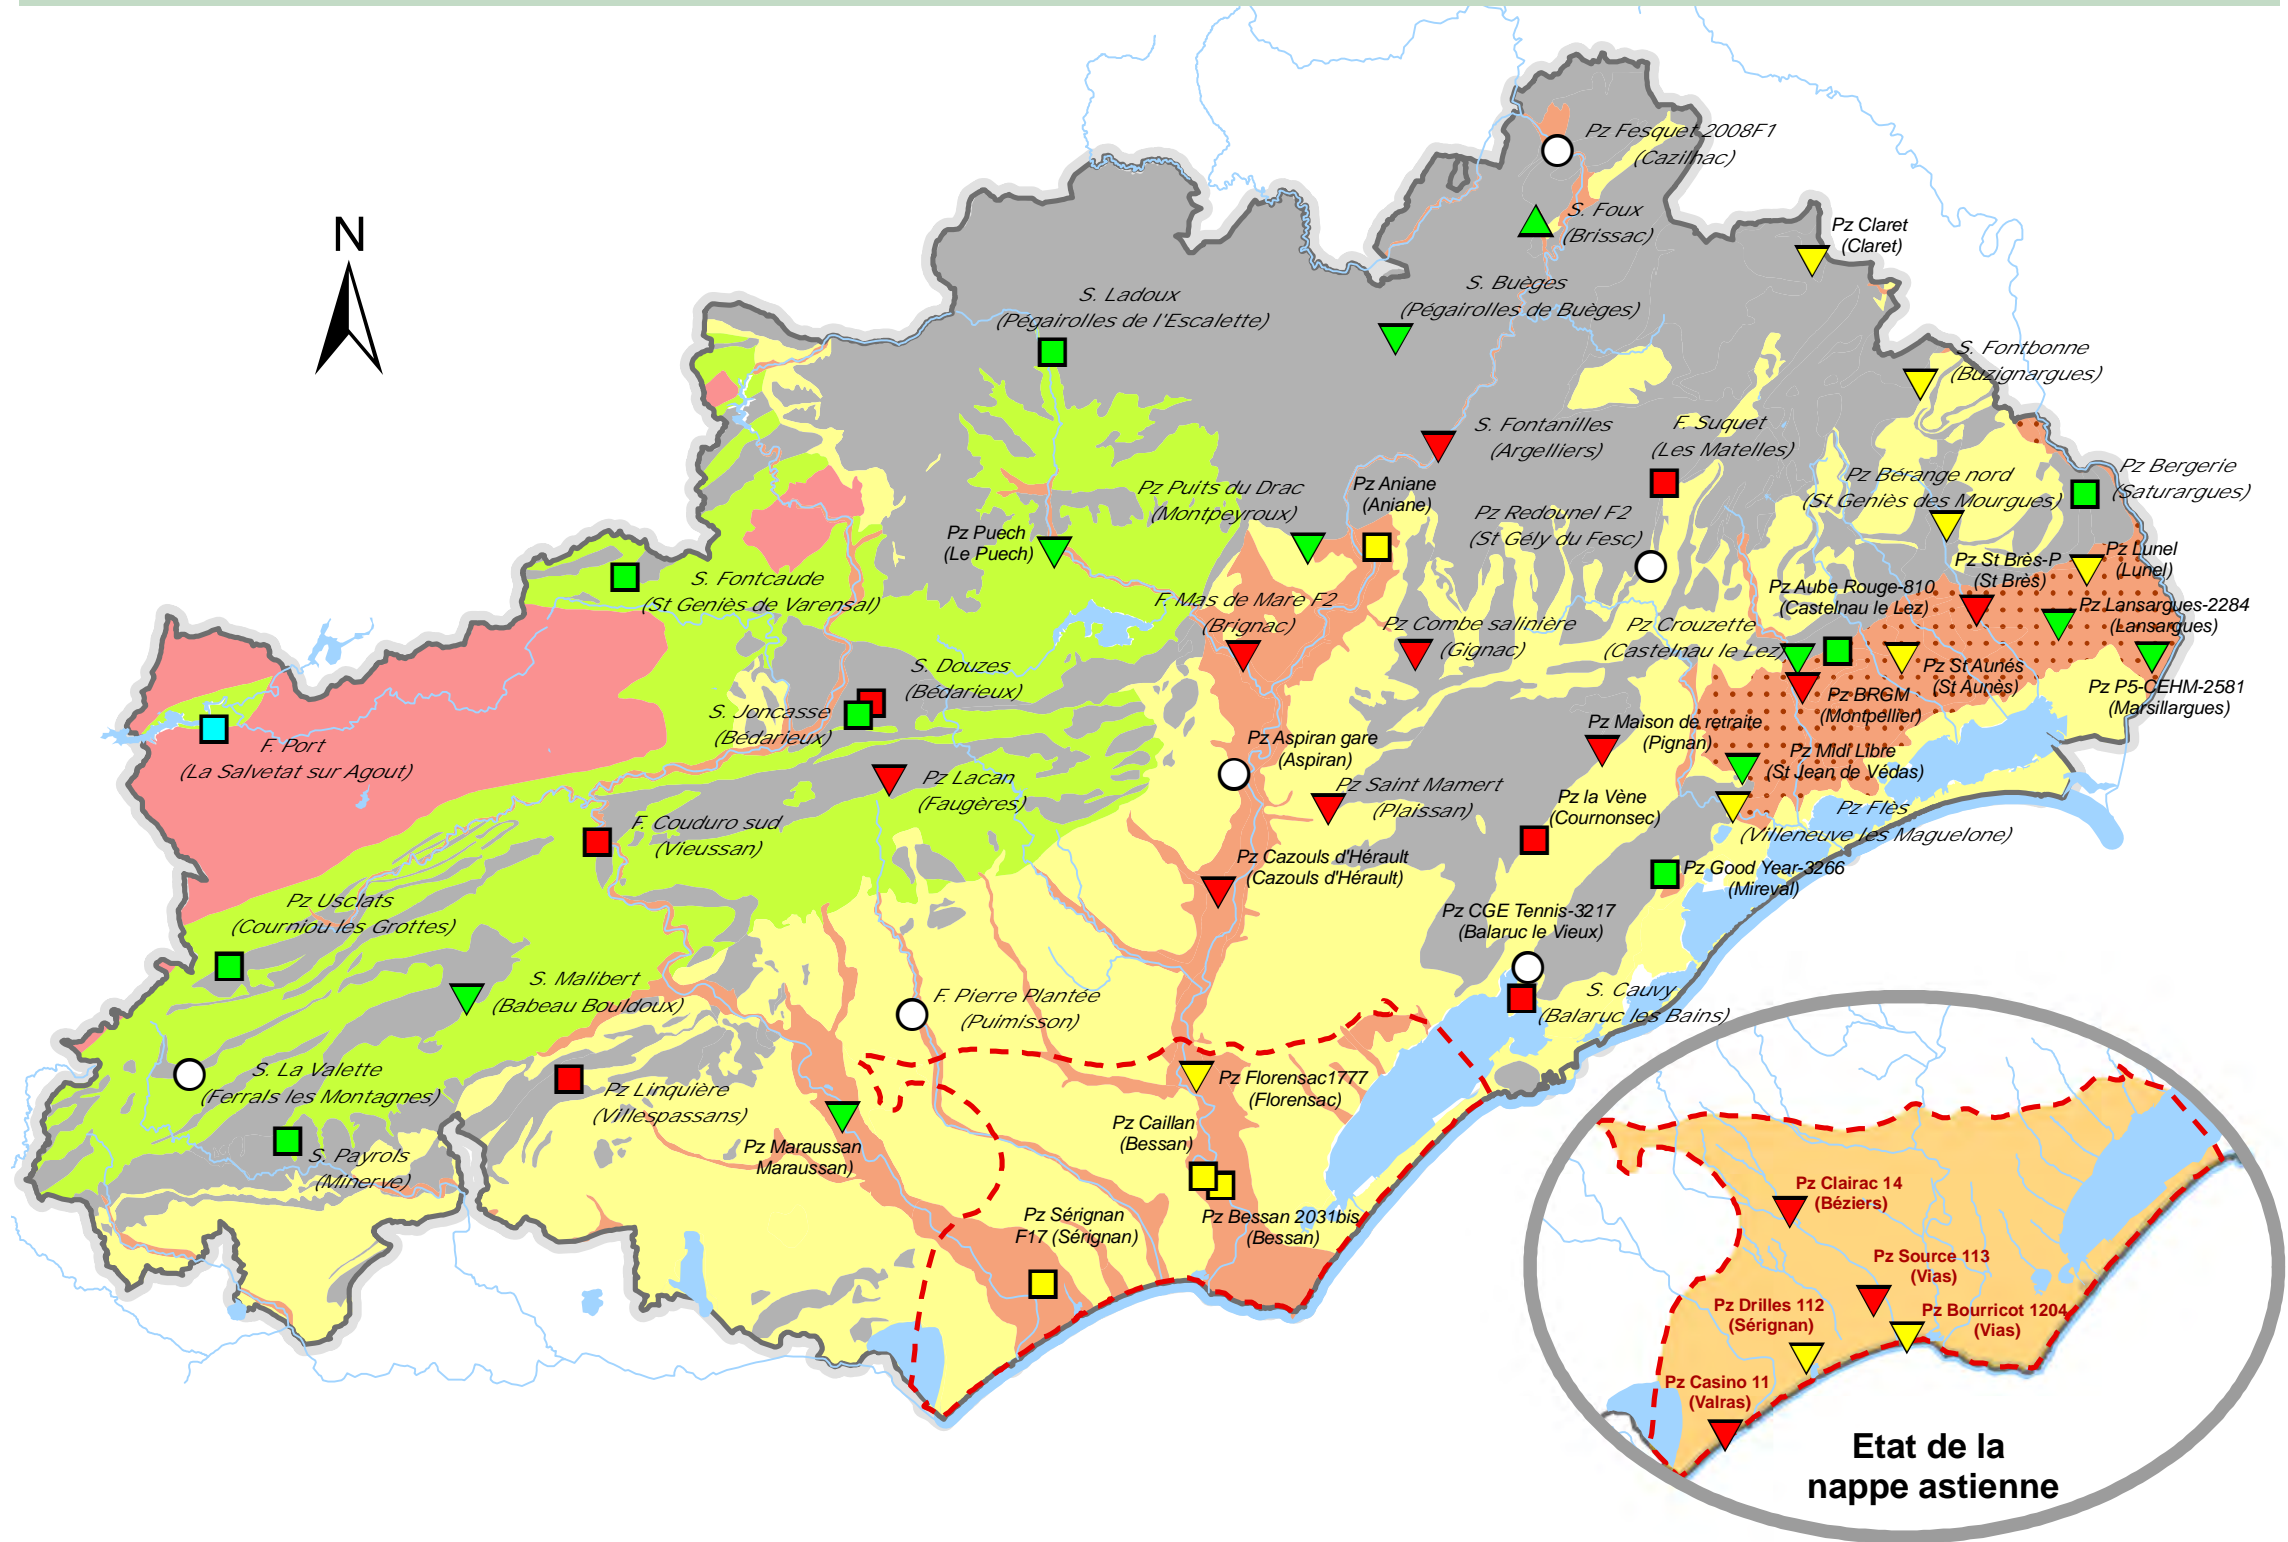 N
Pz Fesquet 2008F1
(Cazilhac)
S. Foux
(Brissac)
Pz Claret
(Claret)
S. Buèges
(Pégairolles de Buèges)
S. Ladoux
(Pégairolles de l'Escalette)
S. Fontbonne
(Buzignargues)
S. Fontanilles
(Argelliers)
F. Suquet
(Les Matelles)
Pz Bérange nord
(St Geniès des Mourgues)
Pz Bergerie
(Saturargues)
Pz Puits du Drac
(Montpeyroux)
Pz Aniane
(Aniane)
Pz Redounel F2
(St Gély du Fesc)
Pz Puech
(Le Puech)
Pz St Brès-P
(St Brès)
Pz Lunel
(Lunel)
S. Fontcaude
(St Geniès de Varensal)
Pz Aube Rouge-810
(Castelnau le Lez)
F. Mas de Mare F2
(Brignac)
Pz Combe salinière
(Gignac)
Pz Crouzette
(Castelnau le Lez)
Pz Lansargues-2284
(Lansargues)
S. Douzes
(Bédarieux)
S. Joncasse
(Bédarieux)
Pz St Aunés
(St Aunès)
Pz P5-CEHM-2581
(Marsillargues)
Pz BRGM
(Montpellier)
Pz Maison de retraite
(Pignan)
F. Port
(La Salvetat sur Agout)
Pz Aspiran gare
(Aspiran)
Pz Midi Libre
(St Jean de Védas)
Pz Lacan
(Faugères)
Pz Saint Mamert
(Plaissan)
Pz la Vène
(Cournonsec)
Pz Flès
(Villeneuve les Maguelone)
F. Couduro sud
(Vieussan)
Pz Cazouls d'Hérault
(Cazouls d'Hérault)
Pz Good Year-3266
(Mireval)
Pz Usclats
(Courniou les Grottes)
Pz CGE Tennis-3217
(Balaruc le Vieux)
S. Malibert
(Babeau Bouldoux)
F. Pierre Plantée
(Puimisson)
S. Cauvy
(Balaruc les Bains)
S. La Valette
(Ferrals les Montagnes)
Pz Linquière
(Villespassans)
Pz Florensac1777
(Florensac)
Pz Caillan
(Bessan)
Pz Maraussan
Maraussan)
S. Payrols
(Minerve)
Pz Sérignan
F17 (Sérignan)
Pz Bessan 2031bis
(Bessan)
Pz Clairac 14
(Béziers)
Pz Source 113
(Vias)
Pz Drilles 112
(Sérignan)
Pz Bourricot 1204
(Vias)
Pz Casino 11
(Valras)
Etat de la
nappe astienne